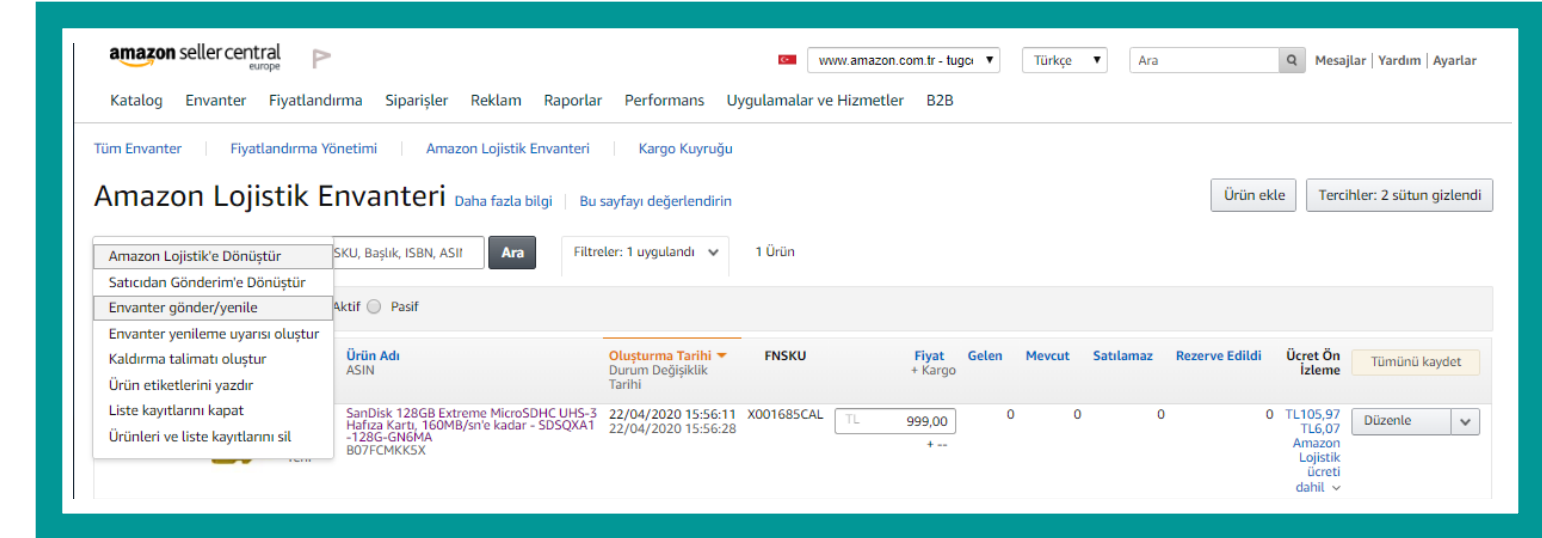 amazon seller central
europe
www.amazon.com.tr - tugc
Türkçe
Ara
Mesajlar | Yardım | Ayarlar
Katalog Envanter Fiyatlandırma Siparişler Reklam Raporlar Performans Uygulamalar ve Hizmetler B2B
Tüm Envanter | Fiyatlandırma Yönetimi | Amazon Lojistik Envanteri | Kargo Kuyruğu
Amazon Lojistik Envanteri Daha fazla bilgi | Bu sayfayı değerlendirin
Ürün ekle
Tercihler: 2 sütun gizlendi
SKU, Başlık, ISBN, ASI
Ara
Filtreler: 1 uygulandı
1 Ürün
Amazon Lojistik'e Dönüştür
Satıcıdan Gönderim'e Dönüştür
Envanter gönder/yenile
Envanter yenileme uyarısı oluştur
Kaldırma talimatı oluştur
Ürün etiketlerini yazdır
Liste kayıtlarını kapat
Ürünleri ve liste kayıtlarını sil
Aktif Pasif
Ürün Adı
ASIN
Oluşturma Tarihi
Durum Değişiklik
Tarihi
FNSKU
Fiyat
+ Kargo
Gelen
Mevcut
Satılamaz
Rezerve Edildi
Ücret Ön
İzleme
Tümünü kaydet
SanDisk 128GB Extreme MicroSDHC UHS-3
Hafıza Kartı, 160MB/sn'e kadar - SDSQXA1
-128G-GN6MA
B07FCMKK5X
22/04/2020 15:56:11
22/04/2020 15:56:28
X001685CAL
TL 999,00
+ --
0 0 0 0
TL105,97
TL6,07
Amazon
Lojistik
ücreti
dahil
Düzenle